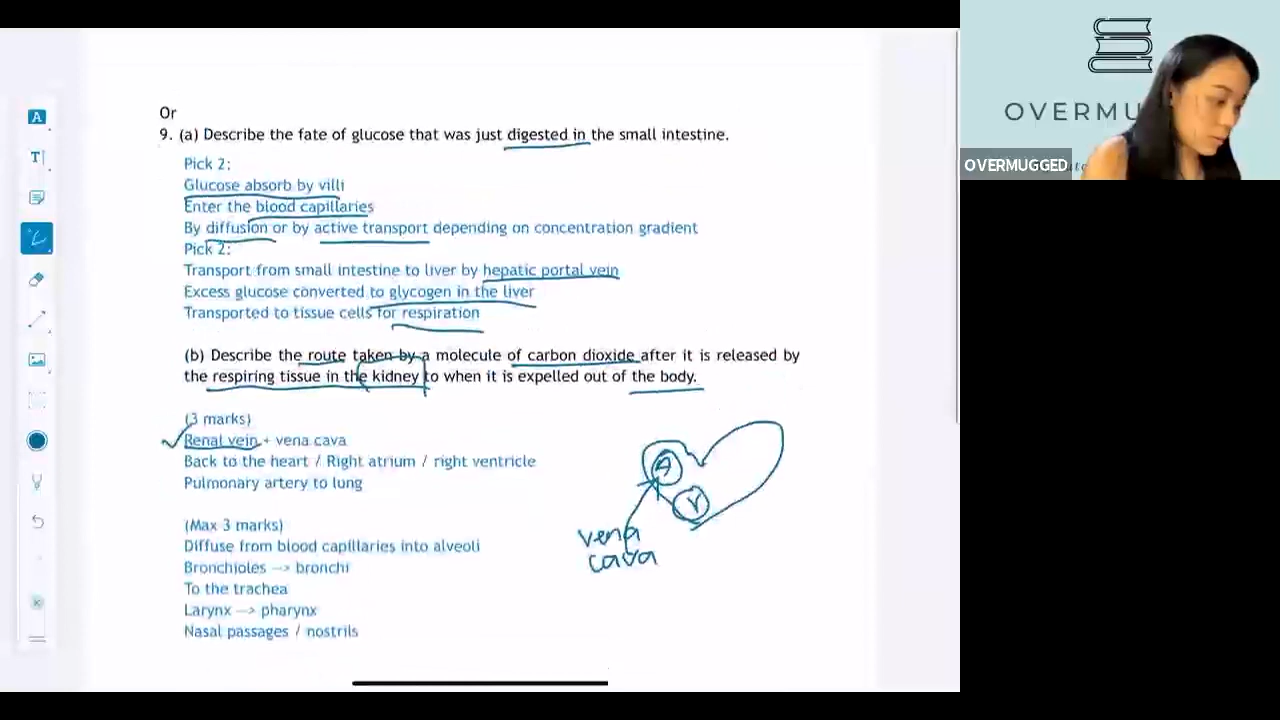 Or
9. (a) Describe the fate of glucose that was just digested in the small intestine.
Pick 2:
Glucose absorb by villi
Enter the blood capillaries
By diffusion or by active transport depending on concentration gradient
Pick 2:
Transport from small intestine to liver by hepatic portal vein
Excess glucose converted to glycogen in the liver
Transported to tissue cells for respiration
(b) Describe the route taken by a molecule of carbon dioxide after it is released by
the respiring tissue in the kidney to when it is expelled out of the body.
(3 marks)
Renal vein + vena cava
Back to the heart / Right atrium / right ventricle
Pulmonary artery to lung
(Max 3 marks)
Diffuse from blood capillaries into alveoli
Bronchioles --> bronchi
To the trachea
Larynx --> pharynx
Nasal passages / nostrils
A
V
vena
cava
A
T
OVERMU
OVERMUGGED